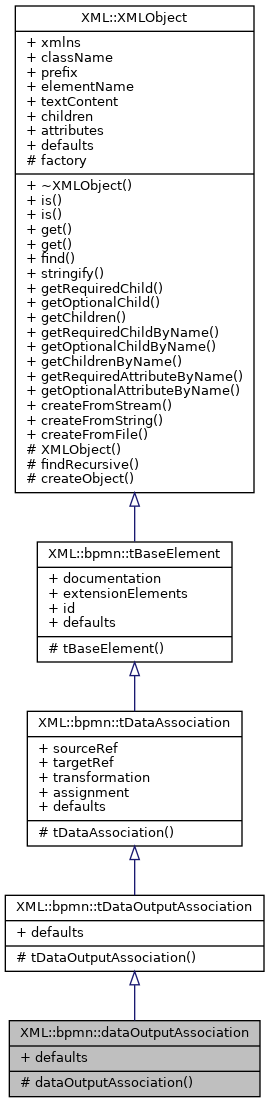 XML::XMLObject
+ xmlns
+ className
+ prefix
+ elementName
+ textContent
+ children
+ attributes
+ defaults
# factory
+ ~XMLObject()
+ is()
+ is()
+ get()
+ get()
+ find()
+ stringify()
+ getRequiredChild()
+ getOptionalChild()
+ getChildren()
+ getRequiredChildByName()
+ getOptionalChildByName()
+ getChildrenByName()
+ getRequiredAttributeByName()
+ getOptionalAttributeByName()
+ createFromStream()
+ createFromString()
+ createFromFile()
# XMLObject()
# findRecursive()
# createObject()
XML::bpmn::tBaseElement
+ documentation
+ extensionElements
+ id
+ defaults
# tBaseElement()
XML::bpmn::tDataAssociation
+ sourceRef
+ targetRef
+ transformation
+ assignment
+ defaults
# tDataAssociation()
XML::bpmn::tDataOutputAssociation
+ defaults
# tDataOutputAssociation()
XML::bpmn::dataOutputAssociation
+ defaults
# dataOutputAssociation()